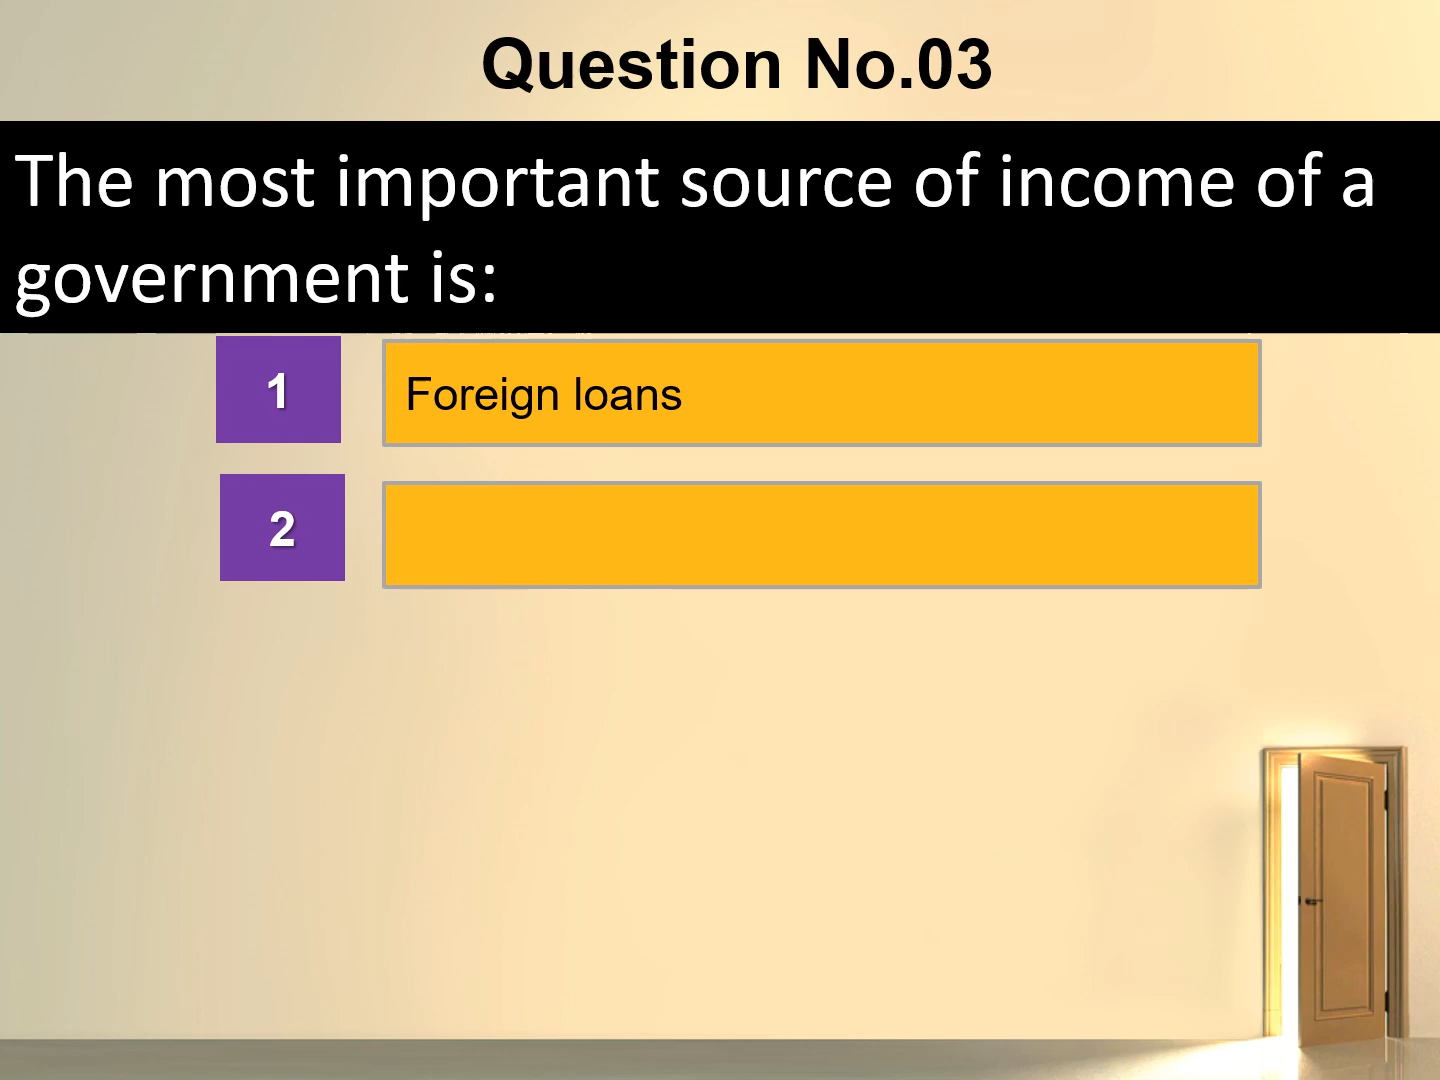 Question No.03
The most important source of income of a
government is:
1
Foreign loans
2